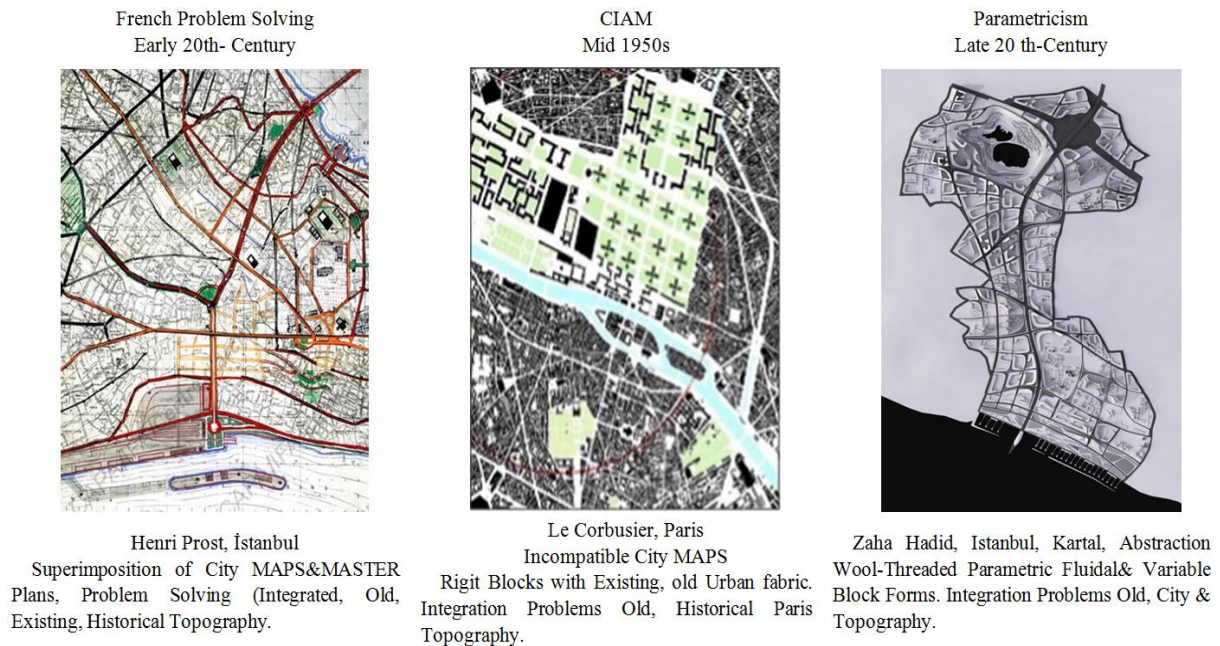 French Problem Solving
Early 20th- Century
Henri Prost, İstanbul
Superimposition of City MAPS&MASTER
Plans, Problem Solving (Integrated, Old,
Existing, Historical Topography.
CIAM
Mid 1950s
Le Corbusier, Paris
Incompatible City MAPS
Rigit Blocks with Existing, old Urban fabric.
Integration Problems Old, Historical Paris
Topography.
Parametricism
Late 20 th-Century
Zaha Hadid, Istanbul, Kartal, Abstraction
Wool-Threaded Parametric Fluidal& Variable
Block Forms. Integration Problems Old, City &
Topography.